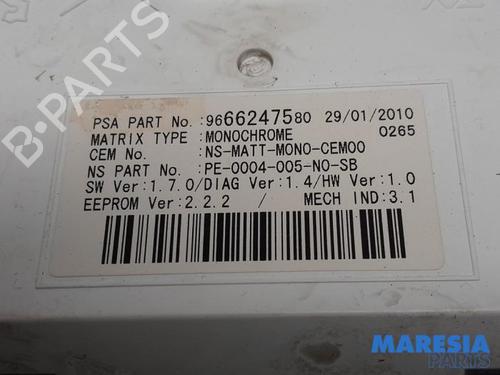 PSA PART No.:9666247580 29/01/2010
MATRIX TYPE :MONOCHROME 0265
CEM No. :NS-MATT-MONO-CEM00
NS PART No. :PE-0004-005-NO-SB
SW Ver:1.7.0/DIAG Ver:1.4/HW Ver:1.0
EEPROM Ver:2.2.2 / MECH IND:3.1
MARESIA
PARTS